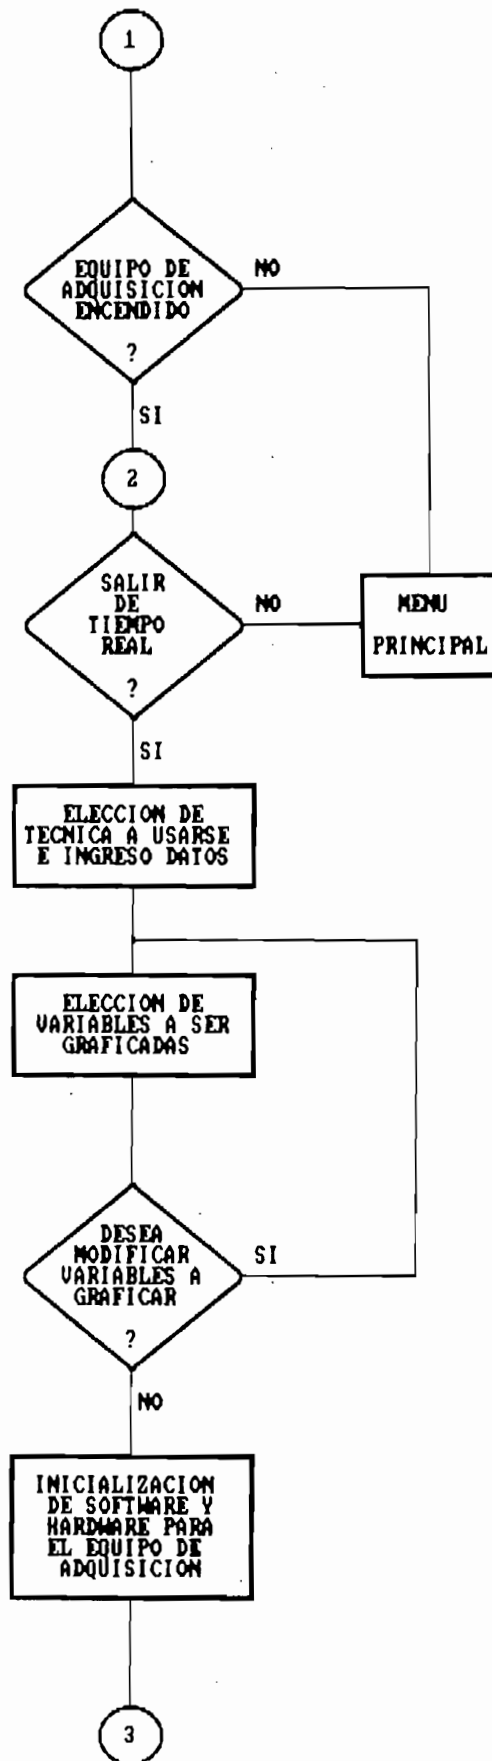 1
EQUIPO DE
ADQUISICION
ENCENDIDO
?
NO
SI
2
SALIR
DE
TIEMPO
REAL
?
NO
MENU
PRINCIPAL
SI
ELECCION DE
TECNICA A USARSE
E INGRESO DATOS
ELECCION DE
VARIABLES A SER
GRAFICADAS
DESEA
MODIFICAR
VARIABLES A
GRAFICAR
?
SI
NO
INICIALIZACION
DE SOFTWARE Y
HARDWARE PARA
EL EQUIPO DE
ADQUISICION
3